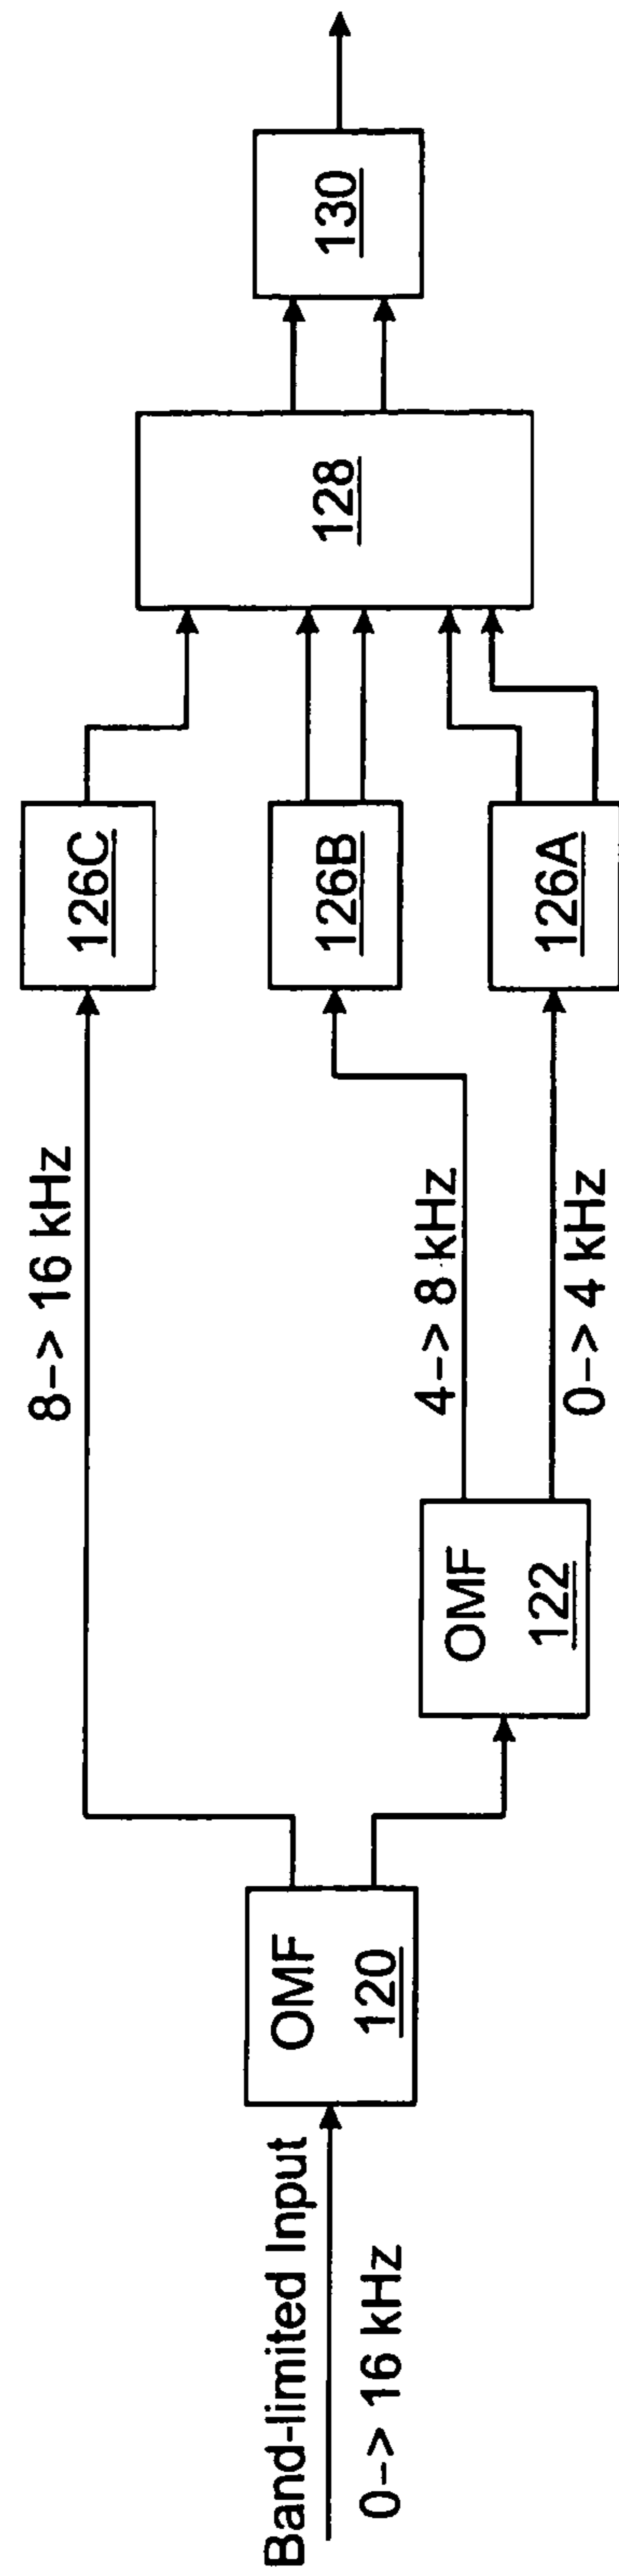 Band-limited Input
0-> 16 kHz
OMF
120
8-> 16 kHz
OMF
122
4-> 8 kHz
0-> 4 kHz
126C
126B
126A
128
130